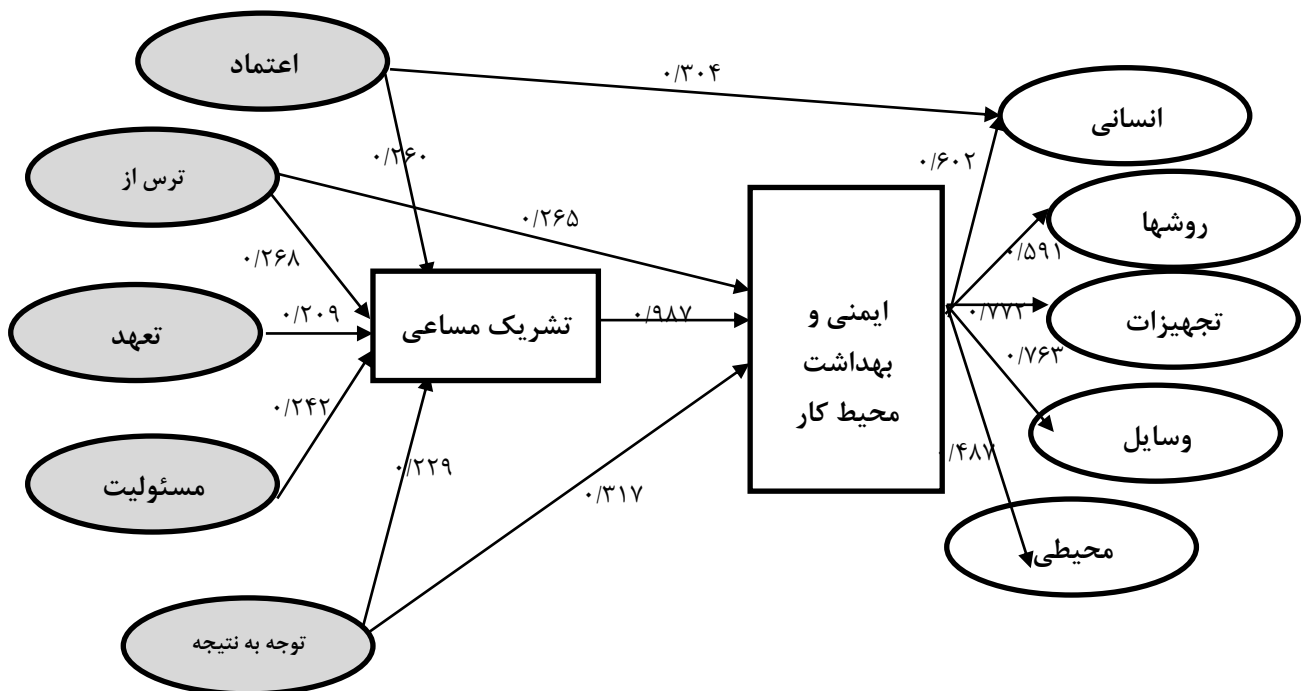 اعتماد
۰/۳۰۴
انسانی
۰/۲۶۰
۰/۶۰۲
ترس از
۰/۲۶۵
روشها
۰/۵۹۱
۰/۲۶۸
تعهد
۰/۲۰۹
تشریک مساعی
۰/۹۸۷
ایمنی و
بهداشت
محیط کار
۰/۷۷۲
تجهیزات
۰/۷۶۳
۰/۲۴۲
وسایل
مسئولیت
۰/۲۲۹
۰/۳۱۷
۰/۴۸۷
محیطی
توجه به نتیجه